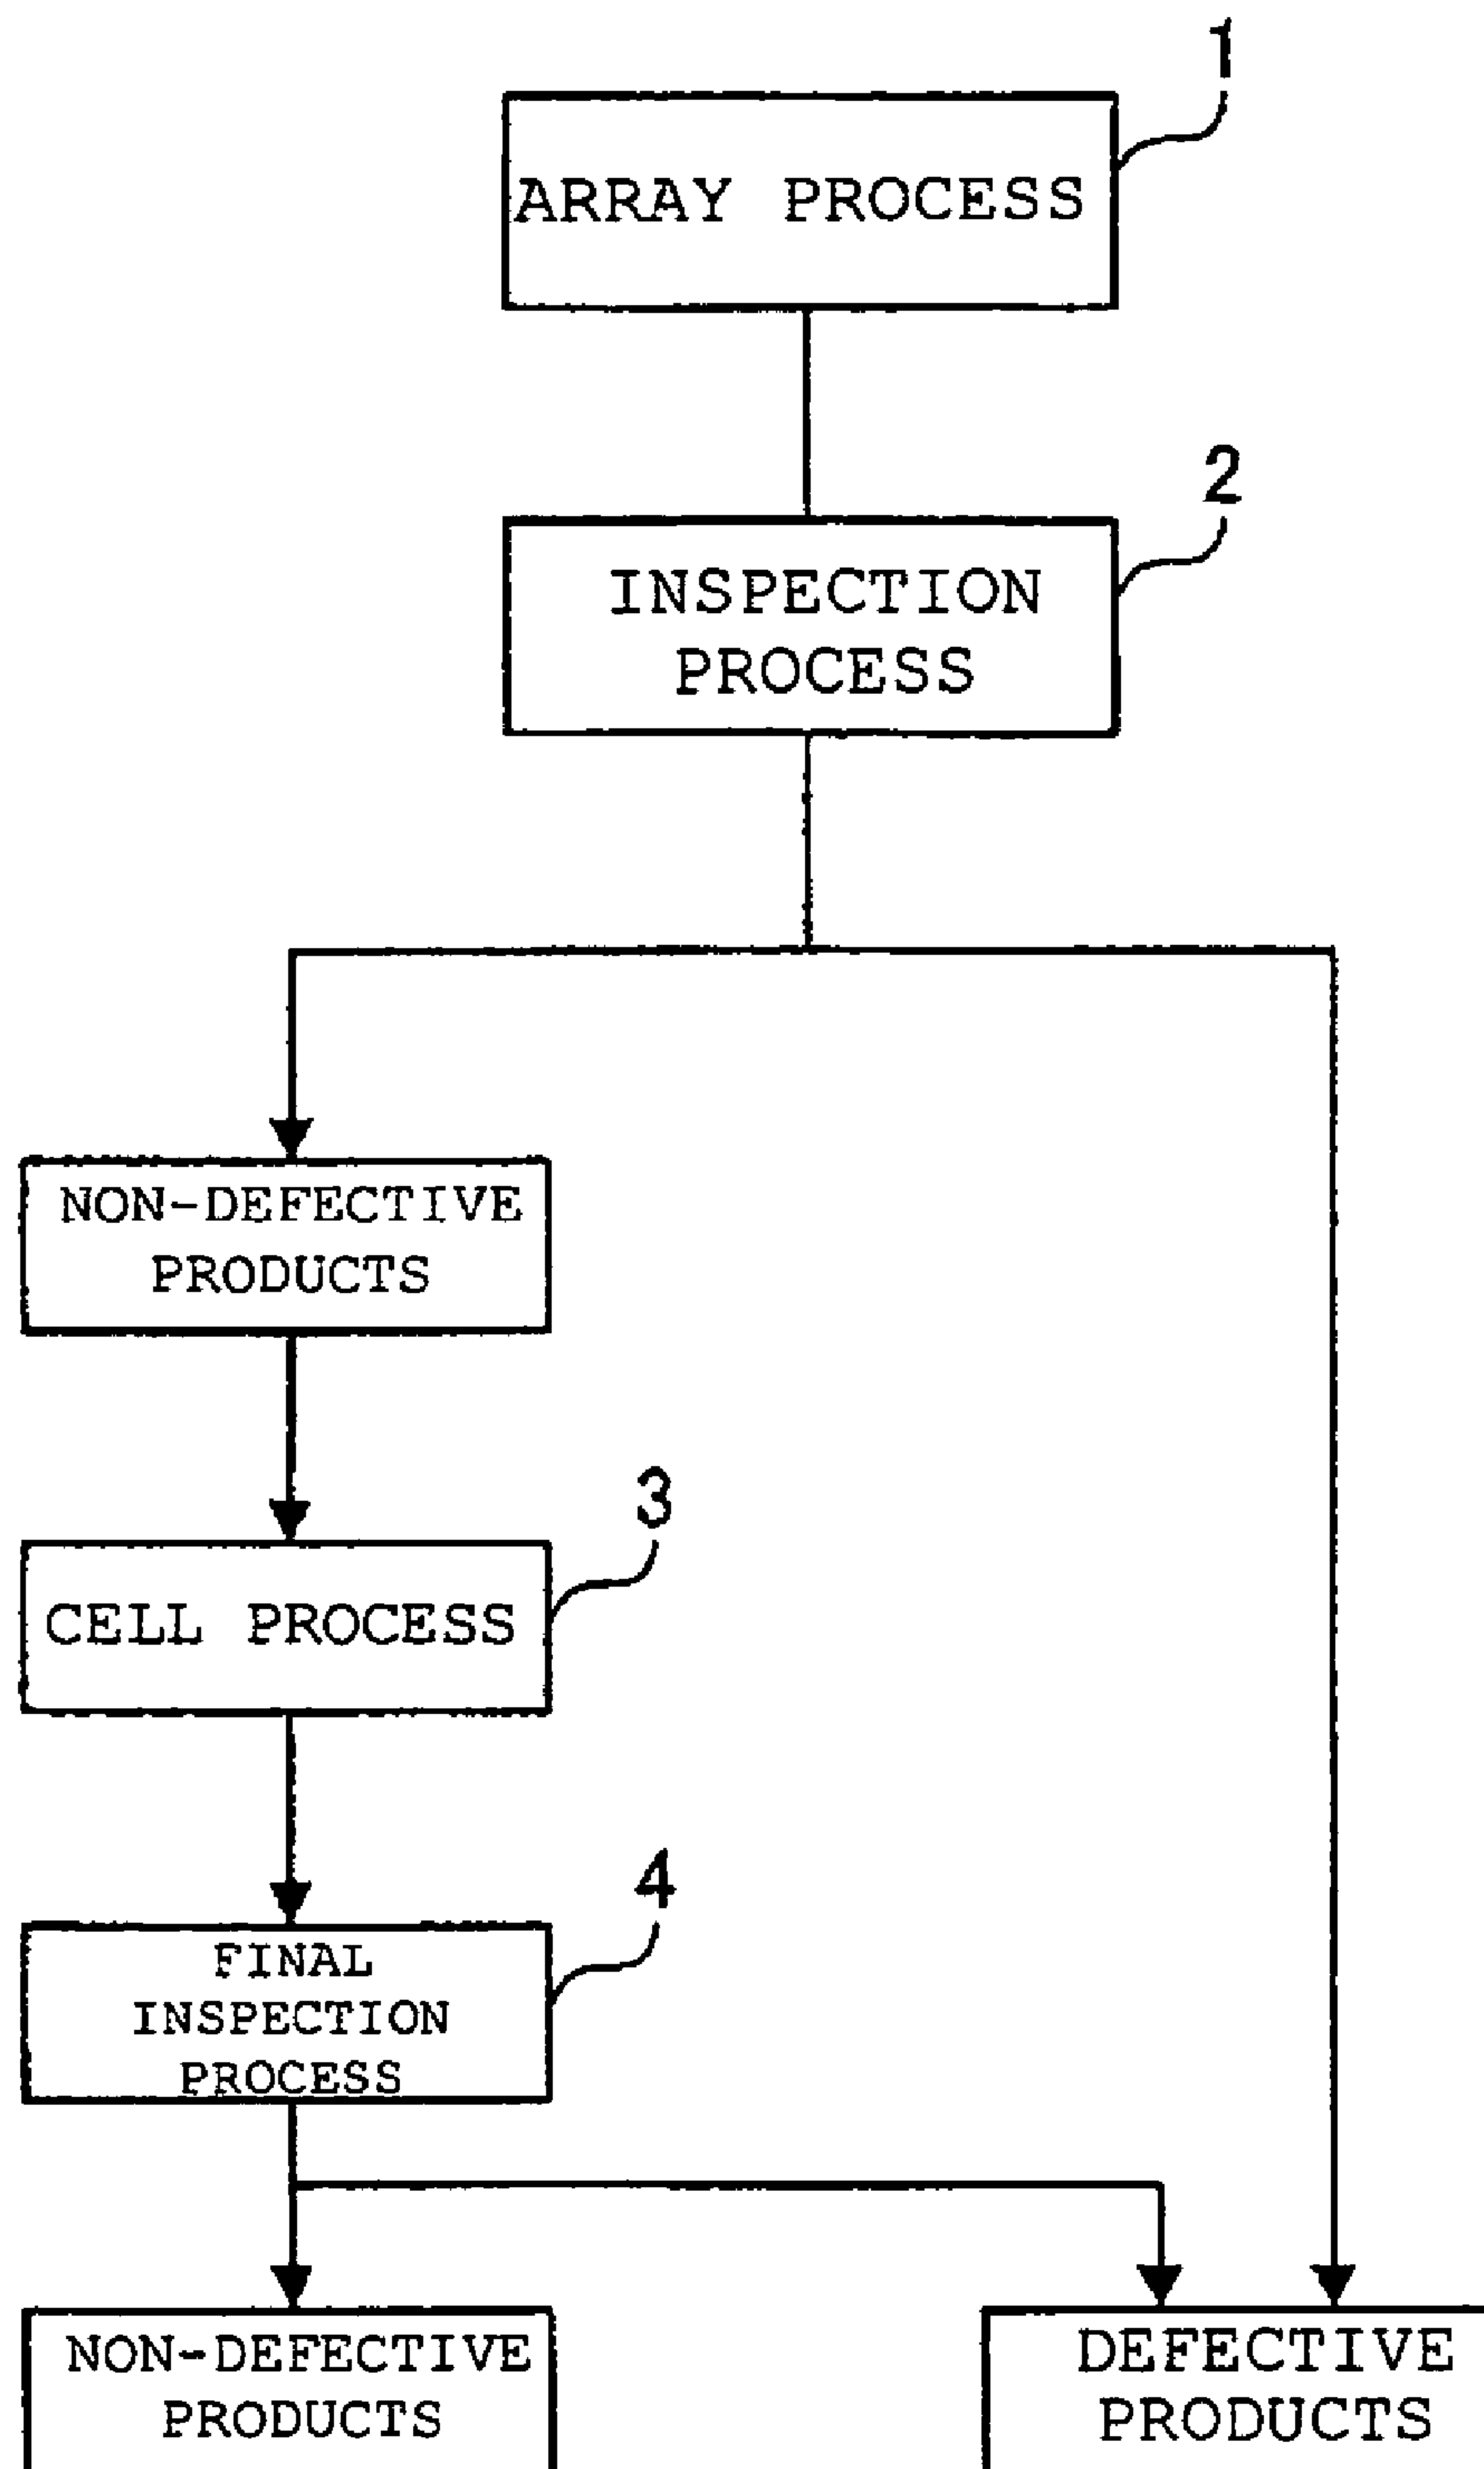 1
ARRAY PROCESS
2
INSPECTION
PROCESS
NON-DEFECTIVE
PRODUCTS
3
CELL PROCESS
4
FINAL
INSPECTION
PROCESS
NON-DEFECTIVE
PRODUCTS
DEFECTIVE
PRODUCTS